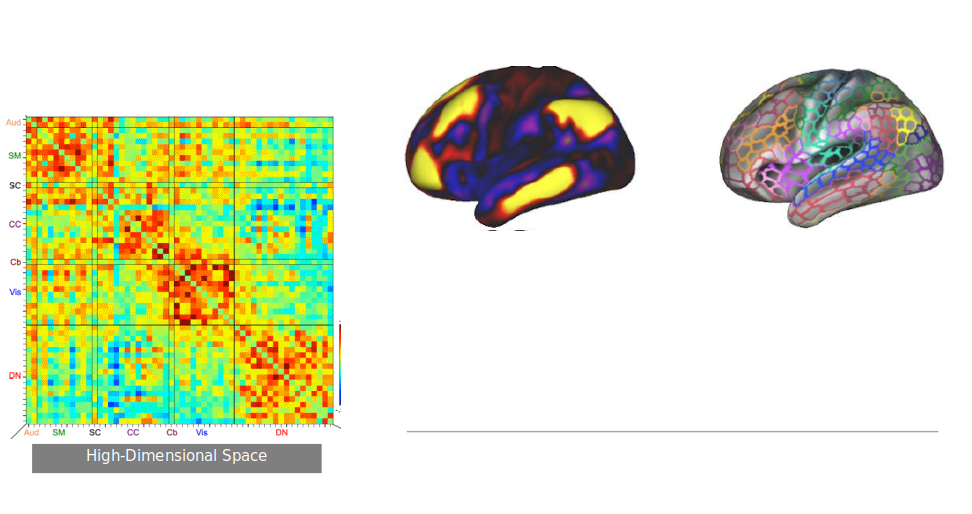 Aud
SM
SC
CC
Cb
Vis
DN
Aud SM SC CC Cb Vis DN
High-Dimensional Space